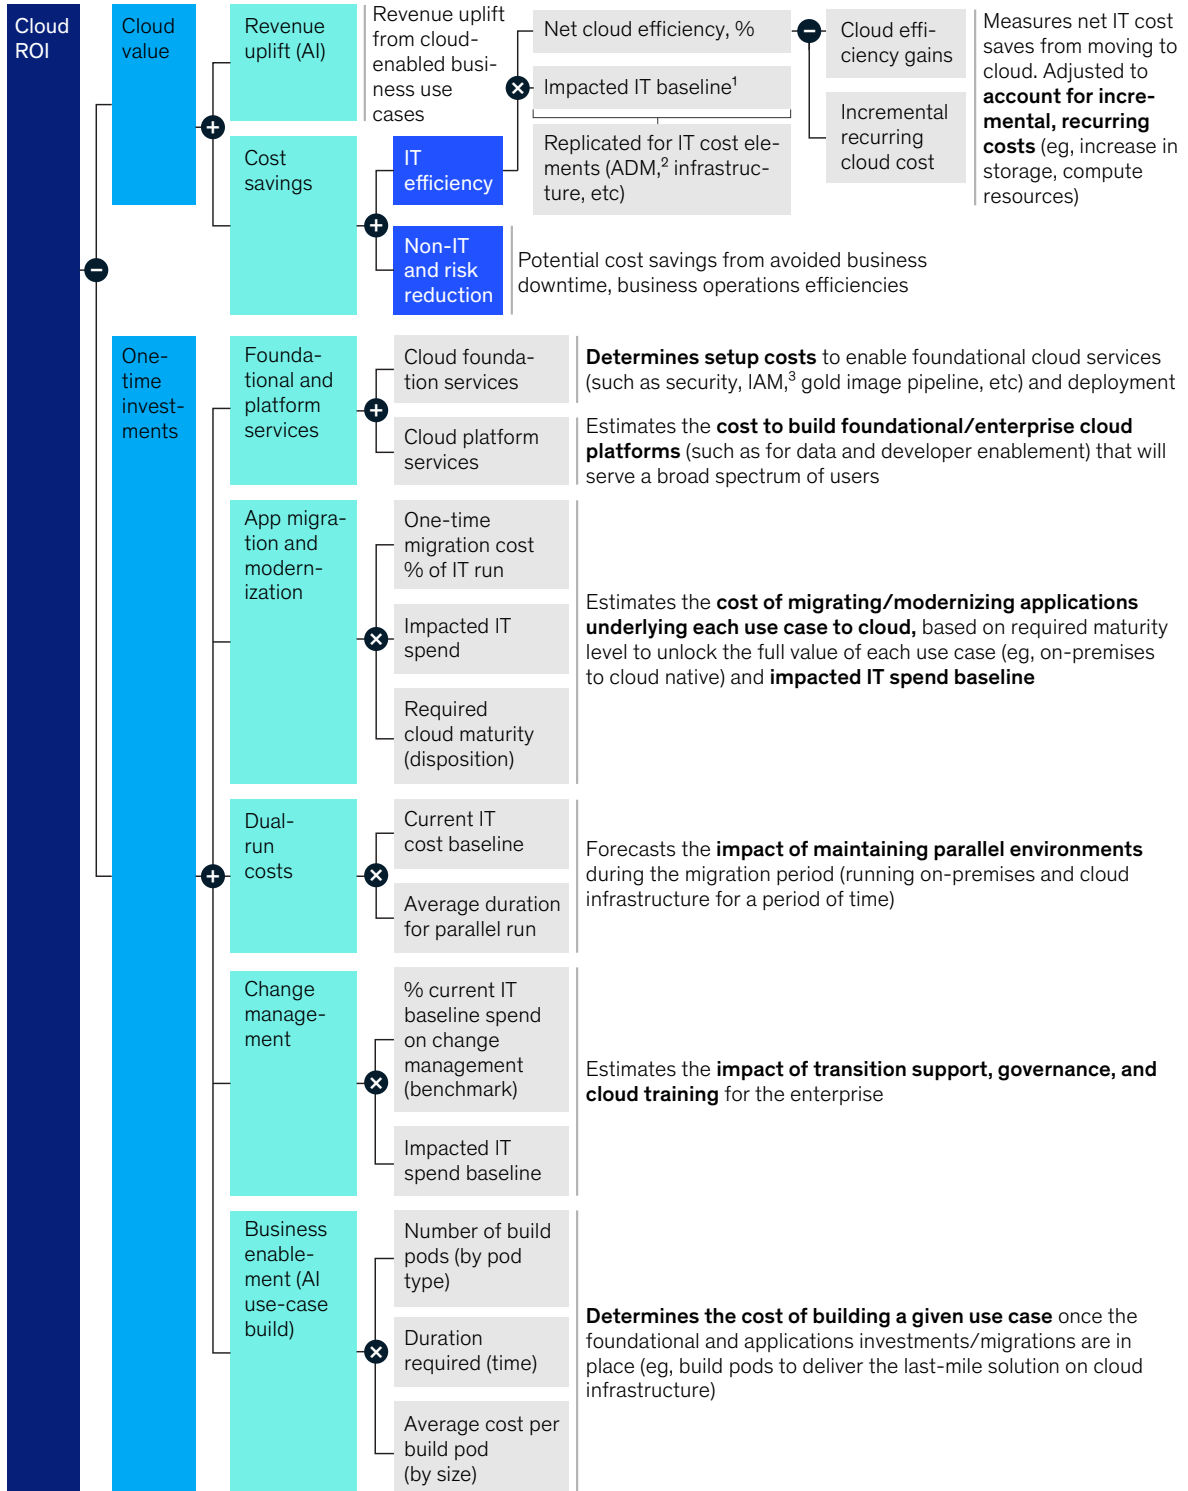 Cloud
ROI
Cloud
value
Revenue
uplift (AI)
Revenue uplift
from cloud-
enabled busi-
ness use
cases
Cost
savings
IT
efficiency
Net cloud efficiency, %
Impacted IT baseline¹
Replicated for IT cost ele-
ments (ADM,² infrastruc-
ture, etc)
Cloud effi-
ciency gains
Incremental
recurring
cloud cost
Measures net IT cost
saves from moving to
cloud. Adjusted to
account for incre-
mental, recurring
costs (eg, increase in
storage, compute
resources)
Non-IT
and risk
reduction
Potential cost savings from avoided business
downtime, business operations efficiencies
One-
time
invest-
ments
Founda-
tional and
platform
services
Cloud founda-
tion services
Determines setup costs to enable foundational cloud services
(such as security, IAM,³ gold image pipeline, etc) and deployment
Cloud platform
services
Estimates the cost to build foundational/enterprise cloud
platforms (such as for data and developer enablement) that will
serve a broad spectrum of users
App migra-
tion and
modern-
ization
One-time
migration cost
% of IT run
Impacted IT
spend
Required
cloud maturity
(disposition)
Estimates the cost of migrating/modernizing applications
underlying each use case to cloud, based on required maturity
level to unlock the full value of each use case (eg, on-premises
to cloud native) and impacted IT spend baseline
Dual-
run
costs
Current IT
cost baseline
Average duration
for parallel run
Forecasts the impact of maintaining parallel environments
during the migration period (running on-premises and cloud
infrastructure for a period of time)
Change
manage-
ment
% current IT
baseline spend
on change
management
(benchmark)
Impacted IT
spend baseline
Estimates the impact of transition support, governance, and
cloud training for the enterprise
Business
enable-
ment (AI
use-case
build)
Number of build
pods (by pod
type)
Duration
required (time)
Average cost per
build pod
(by size)
Determines the cost of building a given use case once the
foundational and applications investments/migrations are in
place (eg, build pods to deliver the last-mile solution on cloud
infrastructure)